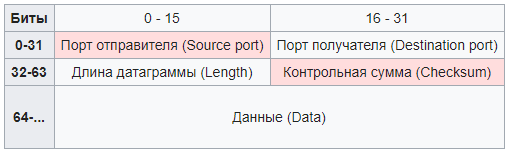 Биты 0 - 15 16 - 31
0-31 Порт отправителя (Source port) Порт получателя (Destination port)
32-63 Длина датаграммы (Length) Контрольная сумма (Checksum)
64-... Данные (Data)